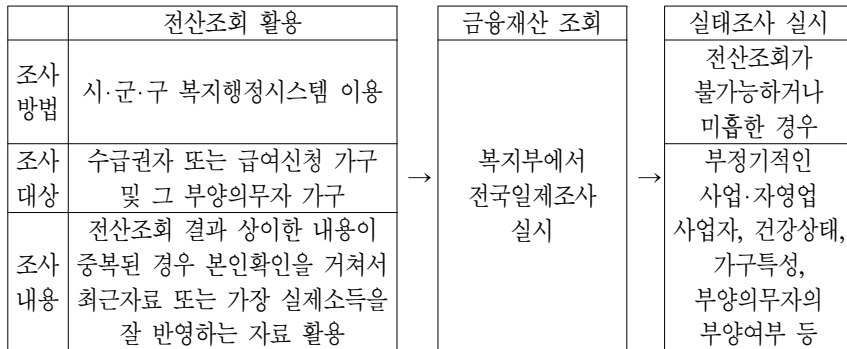 전산조회 활용
조사
방법
시·군·구 복지행정시스템 이용
조사
대상
수급권자 또는 급여신청 가구
및 그 부양의무자 가구
조사
내용
전산조회 결과 상이한 내용이
중복된 경우 본인확인을 거쳐서
최근자료 또는 가장 실제소득을
잘 반영하는 자료 활용
→
금융재산 조회
복지부에서
전국일제조사
실시
→
실태조사 실시
전산조회가
불가능하거나
미흡한 경우
부정기적인
사업·자영업
사업자, 건강상태,
가구특성,
부양의무자의
부양여부 등